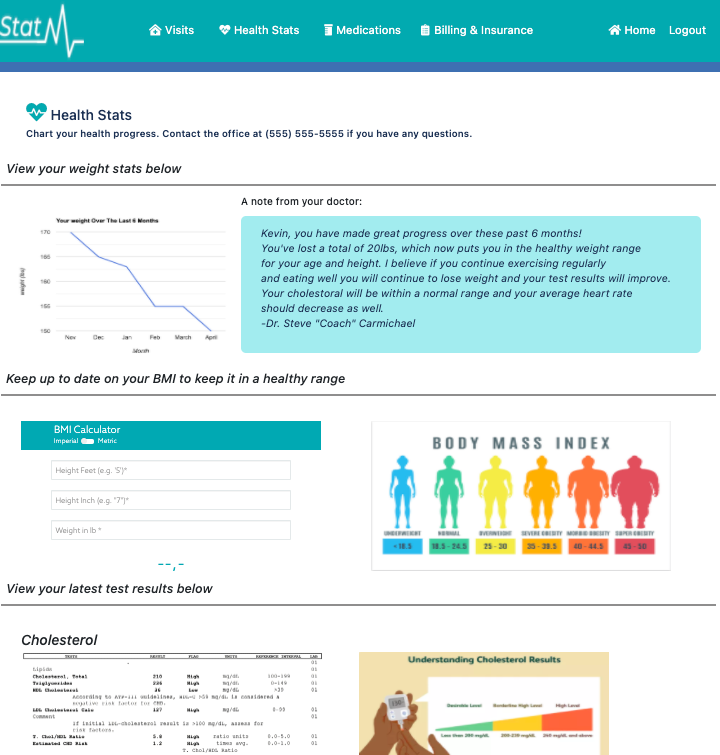 Stat
Visits
Health Stats
Medications
Billing & Insurance
Home
Logout
Health Stats
Chart your health progress. Contact the office at (555) 555-5555 if you have any questions.
View your weight stats below
Your weight Over The Last 6 Months
170
165
160
155
150
weight (lbs)
Nov Dec Jan Feb March April
Month
A note from your doctor:
Kevin, you have made great progress over these past 6 months!
You've lost a total of 20lbs, which now puts you in the healthy weight range
for your age and height. I believe if you continue exercising regularly
and eating well you will continue to lose weight and your test results will improve.
Your cholestoral will be within a normal range and your average heart rate
should decrease as well.
-Dr. Steve "Coach" Carmichael
Keep up to date on your BMI to keep it in a healthy range
BMI Calculator
Imperial Metric
Height Feet (e.g. '5')*
Height Inch (e.g. "7")*
Weight in lb *
--,-
BODY MASS INDEX
UNDERWEIGHT NORMAL OVERWEIGHT SEVERE OBESITY MORBID OBESITY SUPER OBESITY
<18.5 18.5 - 24.5 25 - 30 35 - 39.5 40 - 44.5 45 - 50
View your latest test results below
Cholesterol
TESTS RESULT FLAG UNITS REFERENCE INTERVAL LAB
01
Lipids 01
Cholesterol, Total 210 High mg/dL 100-199 01
Triglycerides 236 High mg/dL 0-149 01
HDL Cholesterol 36 Low mg/dL >39 01
According to ATP-III Guidelines, HDL-C >59 mg/dL is considered a
negative risk factor for CHD.
LDL Cholesterol Calc 127 High mg/dL 0-99 01
Comment 01
If initial LDL-cholesterol result is >100 mg/dL, assess for
risk factors.
T. Chol/HDL Ratio 5.8 High ratio units 0.0-5.0 01
Estimated CHD Risk 1.2 High times avg. 0.0-1.0 01
T. Chol/HDL Ratio
Understanding Cholesterol Results
Desirable Level Borderline High Level High Level
Less than 200 mg/dL 200-239 mg/dL 240 mg/dL and above